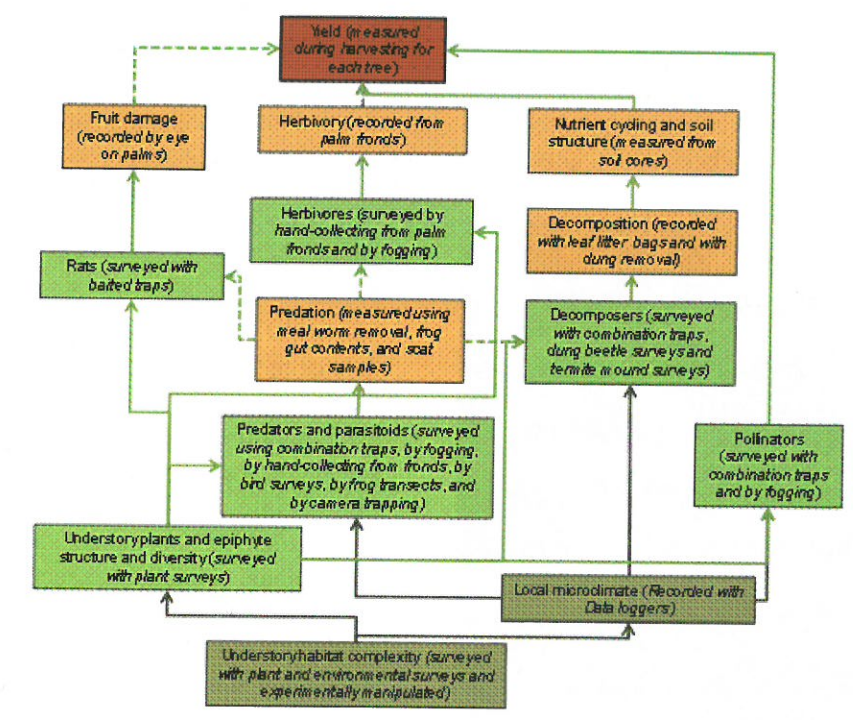 Yield (measured
during harvesting for
each tree)
Fruit damage
(recorded by eye
on palms)
Herbivory (recorded from
palm fronds)
Nutrient cycling and soil
structure (measured from
soil cores)
Herbivores (surveyed by
hand-collecting from palm
fronds and by fogging)
Decomposition (recorded
with leaf litter bags and with
dung removal)
Rats (surveyed with
baited traps)
Predation (measured using
meal worm removal, frog
gut contents, and scat
samples)
Decomposers (surveyed
with combination traps,
dung beetle surveys and
termite mound surveys)
Predators and parasitoids (surveyed
using combination traps, by fogging,
by hand-collecting from fronds, by
bird surveys, by frog transects, and
by camera trapping)
Pollinators
(surveyed with
combination traps
and by fogging)
Understory plants and epiphyte
structure and diversity (surveyed
with plant surveys)
Local microclimate (Recorded with
Data loggers)
Understory habitat complexity (surveyed
with plant and environmental surveys and
experimentally manipulated)